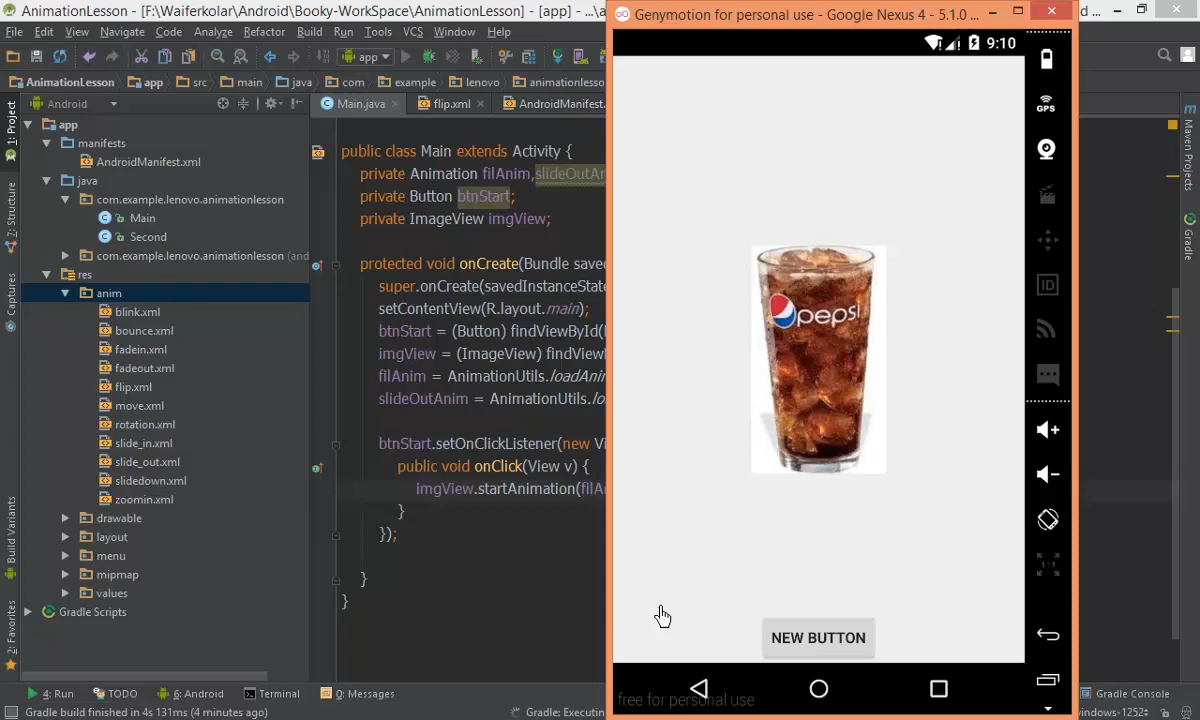 AnimationLesson - [F:\Waiferkolar\Android\Booky-WorkSpace\AnimationLesson] - [app] - ...\a
Genymotion for personal use - Google Nexus 4 - 5.1.0 ...
File Edit View Navigate Code Analyze Refactor Build Run Tools VCS Window Help
9:10
app
AnimationLesson app src main java com example lenovo animationlesson
GPS
Android
Main.java flip.xml AndroidManifest.
1: Project
Z: Structure
Captures
Build Variants
2: Favorites
Maven Projects
Gradle
app
manifests
AndroidManifest.xml
java
com.example.lenovo.animationlesson
Main
Second
com.example.lenovo.animationlesson (and
res
anim
blink.xml
bounce.xml
fadein.xml
fadeout.xml
flip.xml
move.xml
rotation.xml
slide_in.xml
slide_out.xml
slidedown.xml
zoomin.xml
drawable
layout
menu
mipmap
values
Gradle Scripts
public class Main extends Activity {
private Animation filAnim,slideOutAn
private Button btnStart;
private ImageView imgView;
protected void onCreate(Bundle saved
super.onCreate(savedInstanceState
setContentView(R.layout.main);
btnStart = (Button) findViewById(
imgView = (ImageView) findView
filAnim = AnimationUtils.loadAnin
slideOutAnim = AnimationUtils.lo
btnStart.setOnClickListener(new Vi
public void onClick(View v) {
imgView.startAnimation(filA
}
});
}
}
pepsi
ID
1:1
NEW BUTTON
free for personal use
4: Run TODO 6: Android Terminal 0: Messages
Gradle Console
Gradle build finished in 4s 131ms (4 minutes ago)
Gradle: Executin
windows-1252